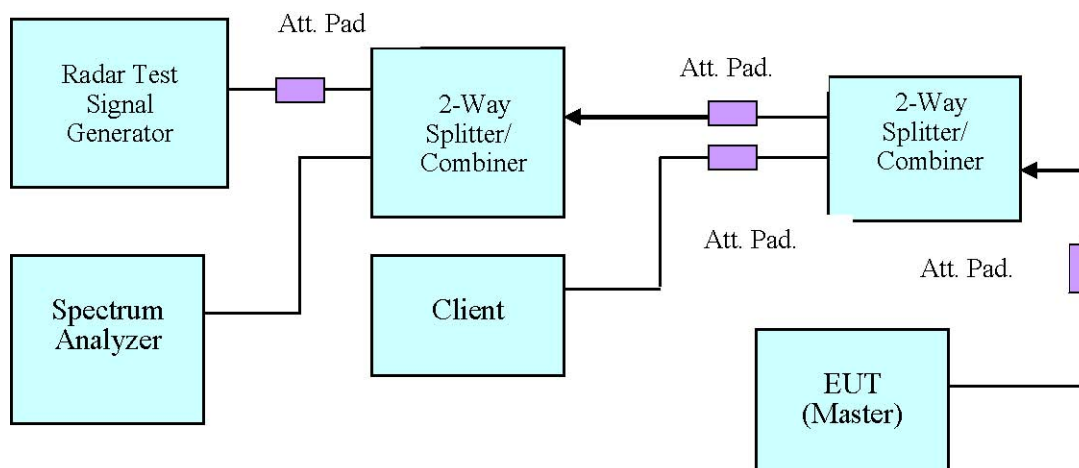 Att. Pad
Radar Test
Signal
Generator
2-Way
Splitter/
Combiner
Att. Pad.
2-Way
Splitter/
Combiner
Att. Pad.
Att. Pad.
Spectrum
Analyzer
Client
EUT
(Master)